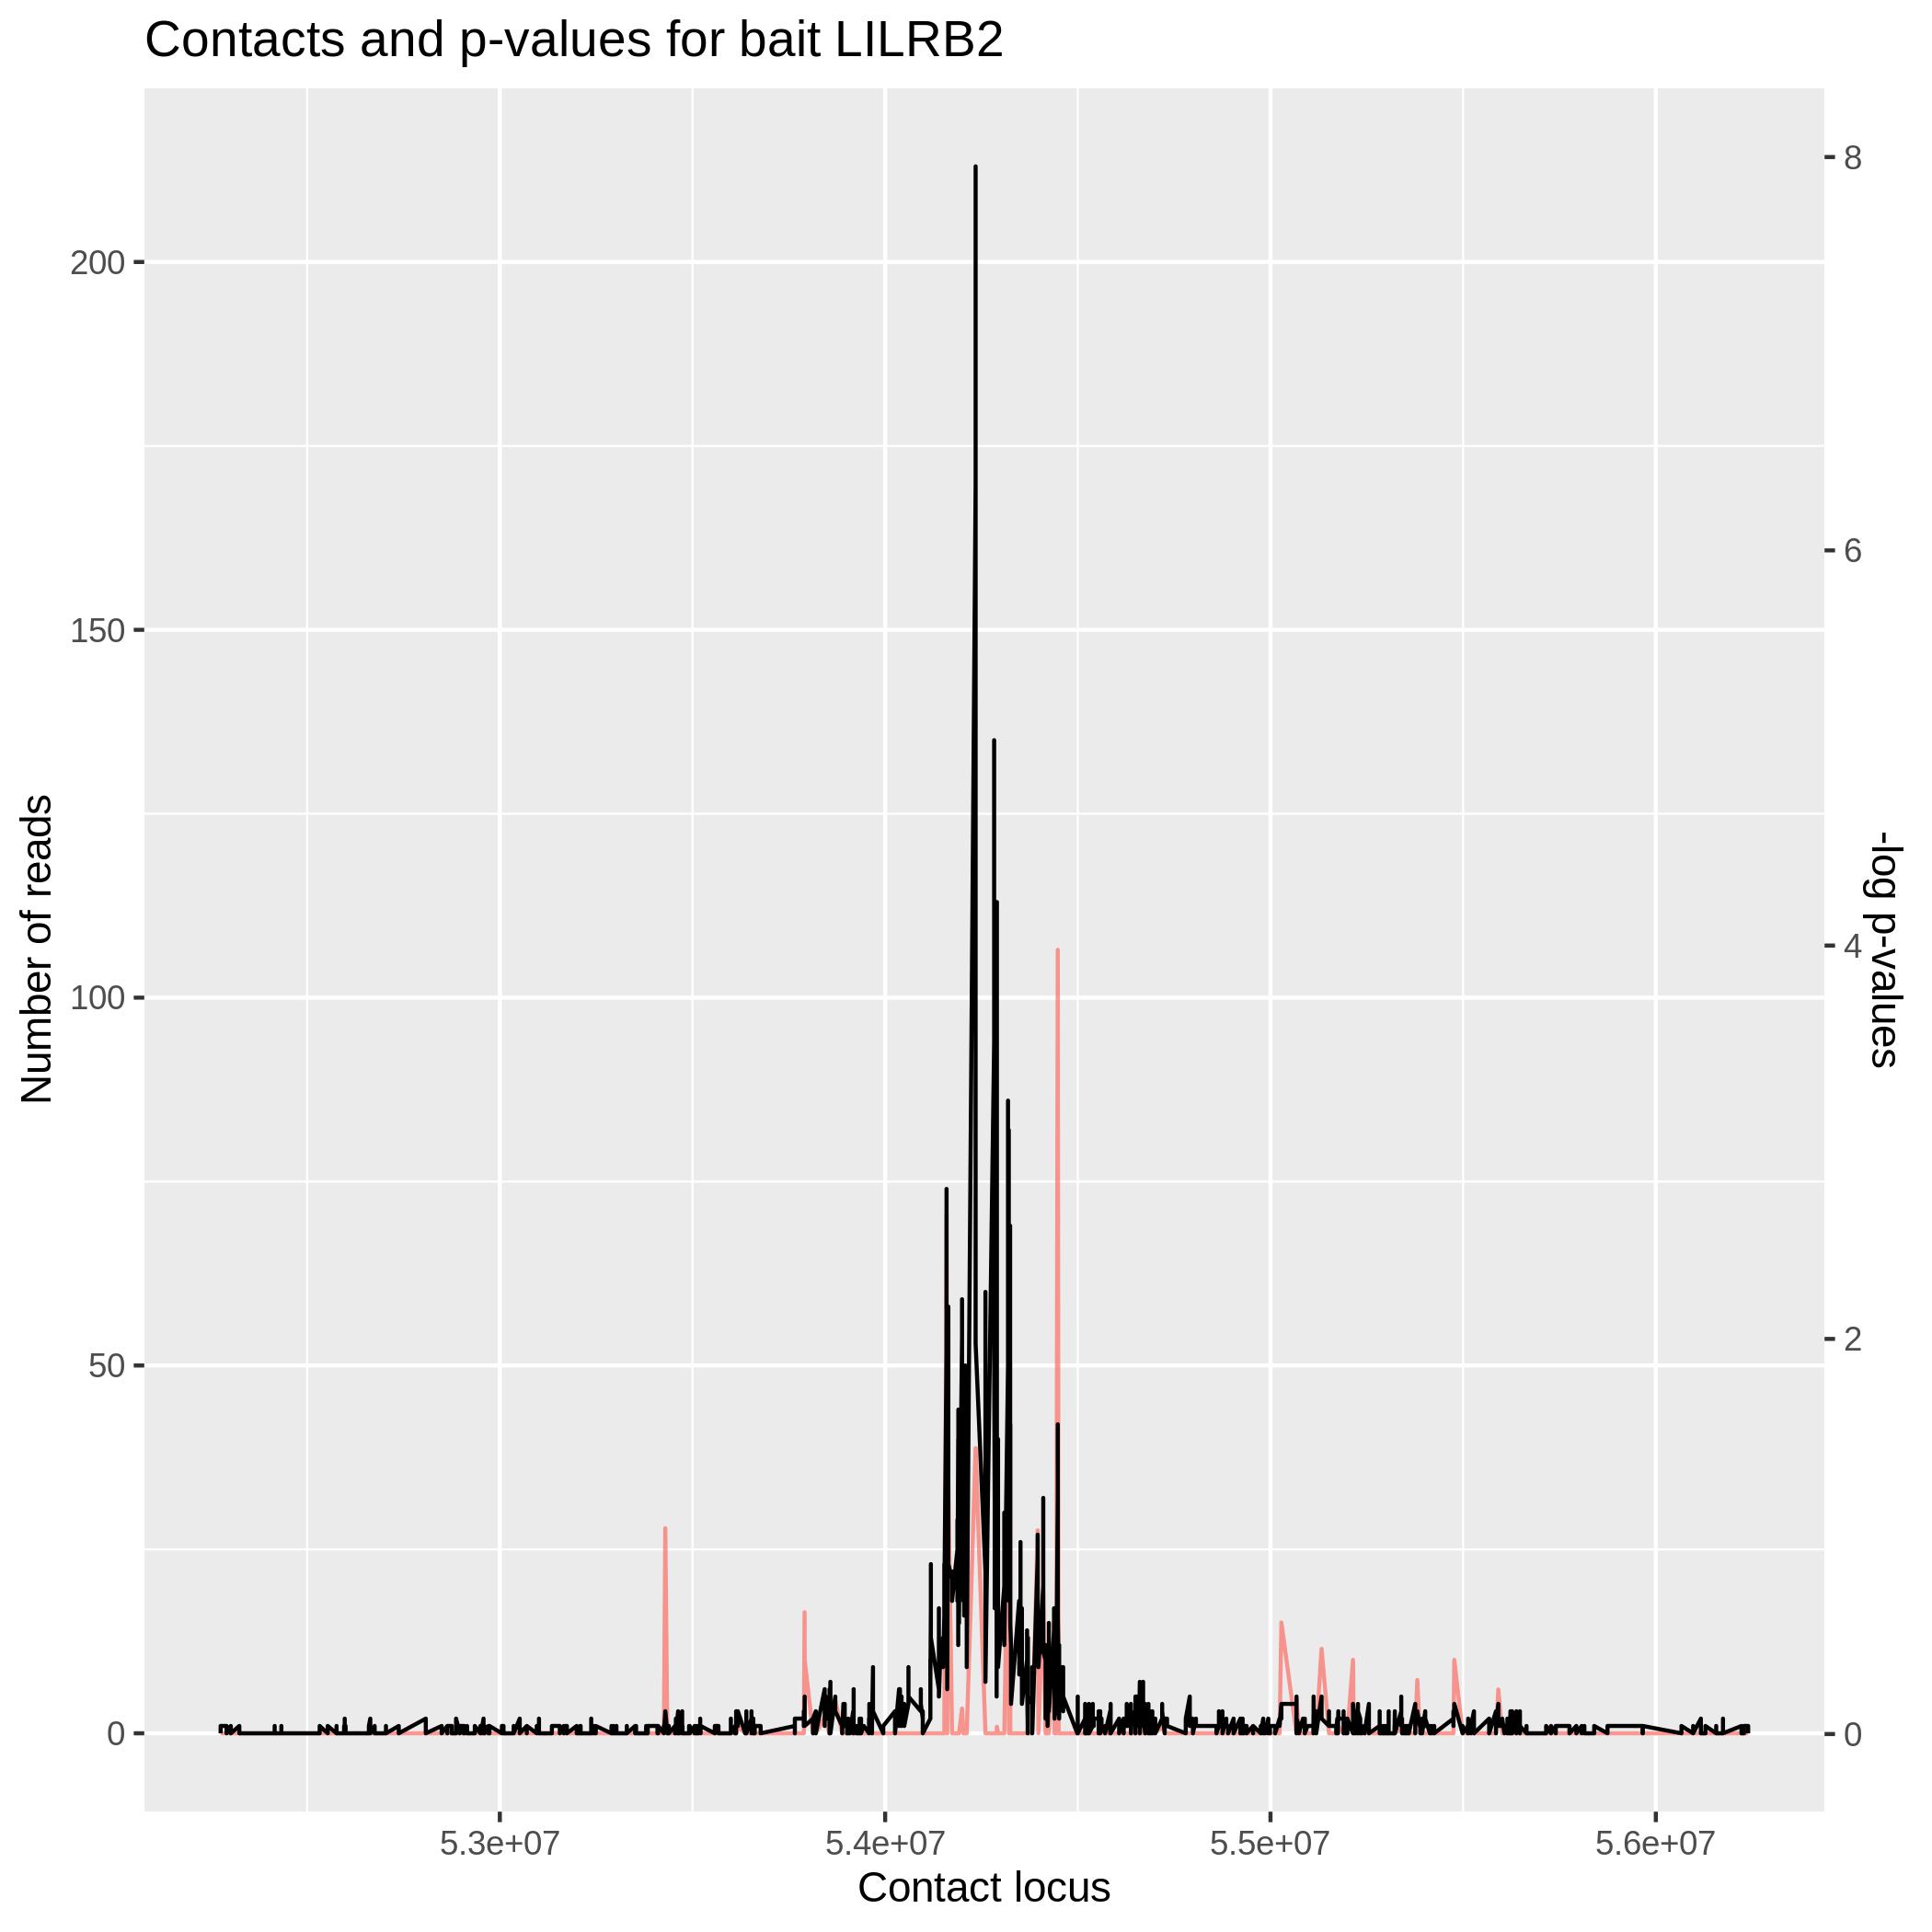 Contacts and p-values for bait LILRB2
Number of reads
200
150
100
50
0
8
6
4
2
0
-log p-values
5.3e+07
5.4e+07
5.5e+07
5.6e+07
Contact locus